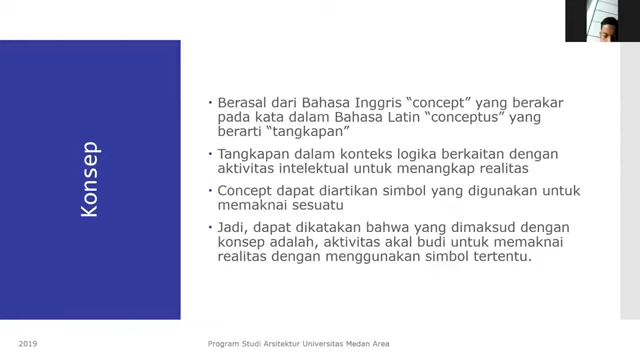 Konsep
• Berasal dari Bahasa Inggris “concept” yang berakar
pada kata dalam Bahasa Latin “conceptus” yang
berarti “tangkapan”
• Tangkapan dalam konteks logika berkaitan dengan
aktivitas intelektual untuk menangkap realitas
• Concept dapat diartikan simbol yang digunakan untuk
memaknai sesuatu
• Jadi, dapat dikatakan bahwa yang dimaksud dengan
konsep adalah, aktivitas akal budi untuk memaknai
realitas dengan menggunakan simbol tertentu.
2019
Program Studi Arsitektur Universitas Medan Area